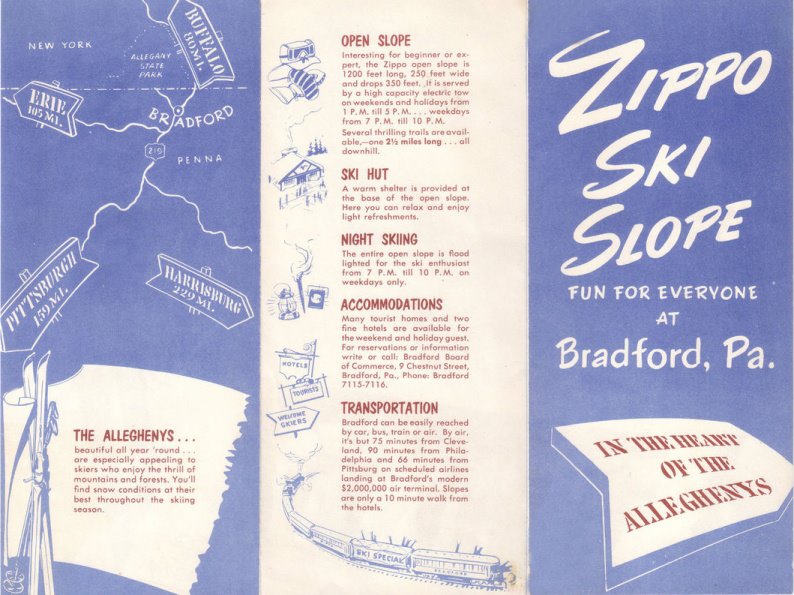 NEW YORK
ALLEGANY
STATE
PARK
BUFFALO
80 MI.
ERIE
105 MI.
BRADFORD
219
PENNA
PITTSBURGH
159 MI.
HARRISBURG
229 MI.
THE ALLEGHENYS...
beautiful all year 'round . . .
are especially appealing to
skiers who enjoy the thrill of
mountains and forests. You'll
find snow conditions at their
best throughout the skiing
season.
OPEN SLOPE
Interesting for beginner or ex-
pert, the Zippo open slope is
1200 feet long, 250 feet wide
and drops 350 feet. It is served
by a high capacity electric tow
on weekends and holidays from
1 P.M. till 5 P.M. . . . weekdays
from 7 P.M. till 10 P.M.
Several thrilling trails are avail-
able,—one 2½ miles long . . . all
downhill.
SKI HUT
A warm shelter is provided at
the base of the open slope.
Here you can relax and enjoy
light refreshments.
NIGHT SKIING
The entire open slope is flood
lighted for the ski enthusiast
from 7 P.M. till 10 P.M. on
weekdays only.
ACCOMMODATIONS
Many tourist homes and two
fine hotels are available for
the weekend and holiday guest.
For reservations or information
write or call: Bradford Board
of Commerce, 9 Chestnut Street,
Bradford, Pa., Phone: Bradford
7115-7116.
HOTELS
TOURISTS
WELCOME
SKIERS
TRANSPORTATION
Bradford can be easily reached
by car, bus, train or air. By air,
it's but 75 minutes from Cleve-
land, 90 minutes from Phila-
delphia and 66 minutes from
Pittsburg on scheduled airlines
landing at Bradford's modern
$2,000,000 air terminal. Slopes
are only a 10 minute walk from
the hotels.
SKI SPECIAL
ZIPPO
SKI
SLOPE
FUN FOR EVERYONE
AT
Bradford, Pa.
IN THE HEART
OF THE
ALLEGHENYS